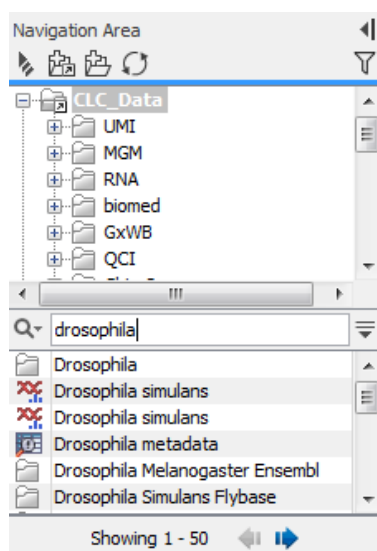 Navigation Area
CLC_Data
UMI
MGM
RNA
biomed
GxWB
QCI
drosophila
Drosophila
Drosophila simulans
Drosophila simulans
Drosophila metadata
Drosophila Melanogaster Ensembl
Drosophila Simulans Flybase
Showing 1 - 50